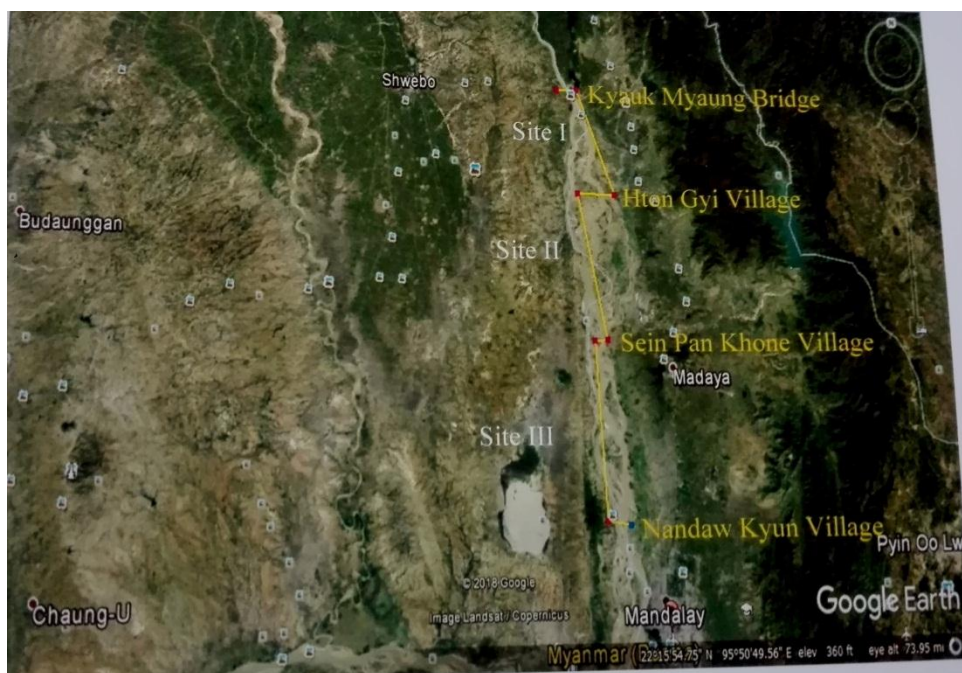 Shwebo
Kyauk Myaung Bridge
Site I
Hton Gyi Village
Budaunggan
Site II
Sein Pan Khone Village
Madaya
Site III
Nandaw Kyun Village
Pyin Oo Lw
© 2018 Google
Image Landsat / Copernicus
Chaung-U
Mandalay
Google Earth
Myanmar (B
22°15'54.75" N 95°50'49.56" E elev 360 ft eye alt 73.95 mi